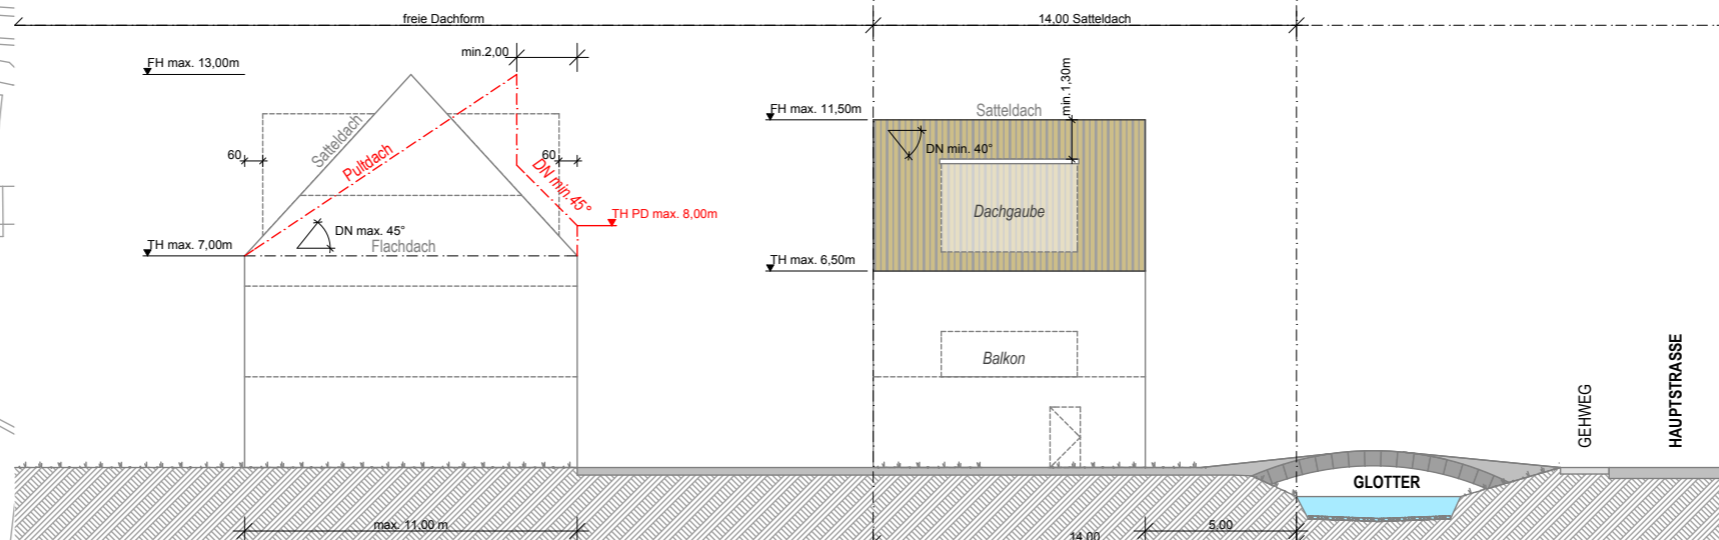 freie Dachform
14,00 Satteldach
min.2,00
FH max. 13,00m
min.1,30m
FH max. 11,50m
Satteldach
Satteldach
60
Pultdach
60
DN min.45°
DN min. 40°
Dachgaube
TH PD max. 8,00m
DN max. 45°
TH max. 7,00m
Flachdach
TH max. 6,50m
Balkon
GEHWEG
HAUPTSTRASSE
GLOTTER
max. 11.00 m
5,00
14,00